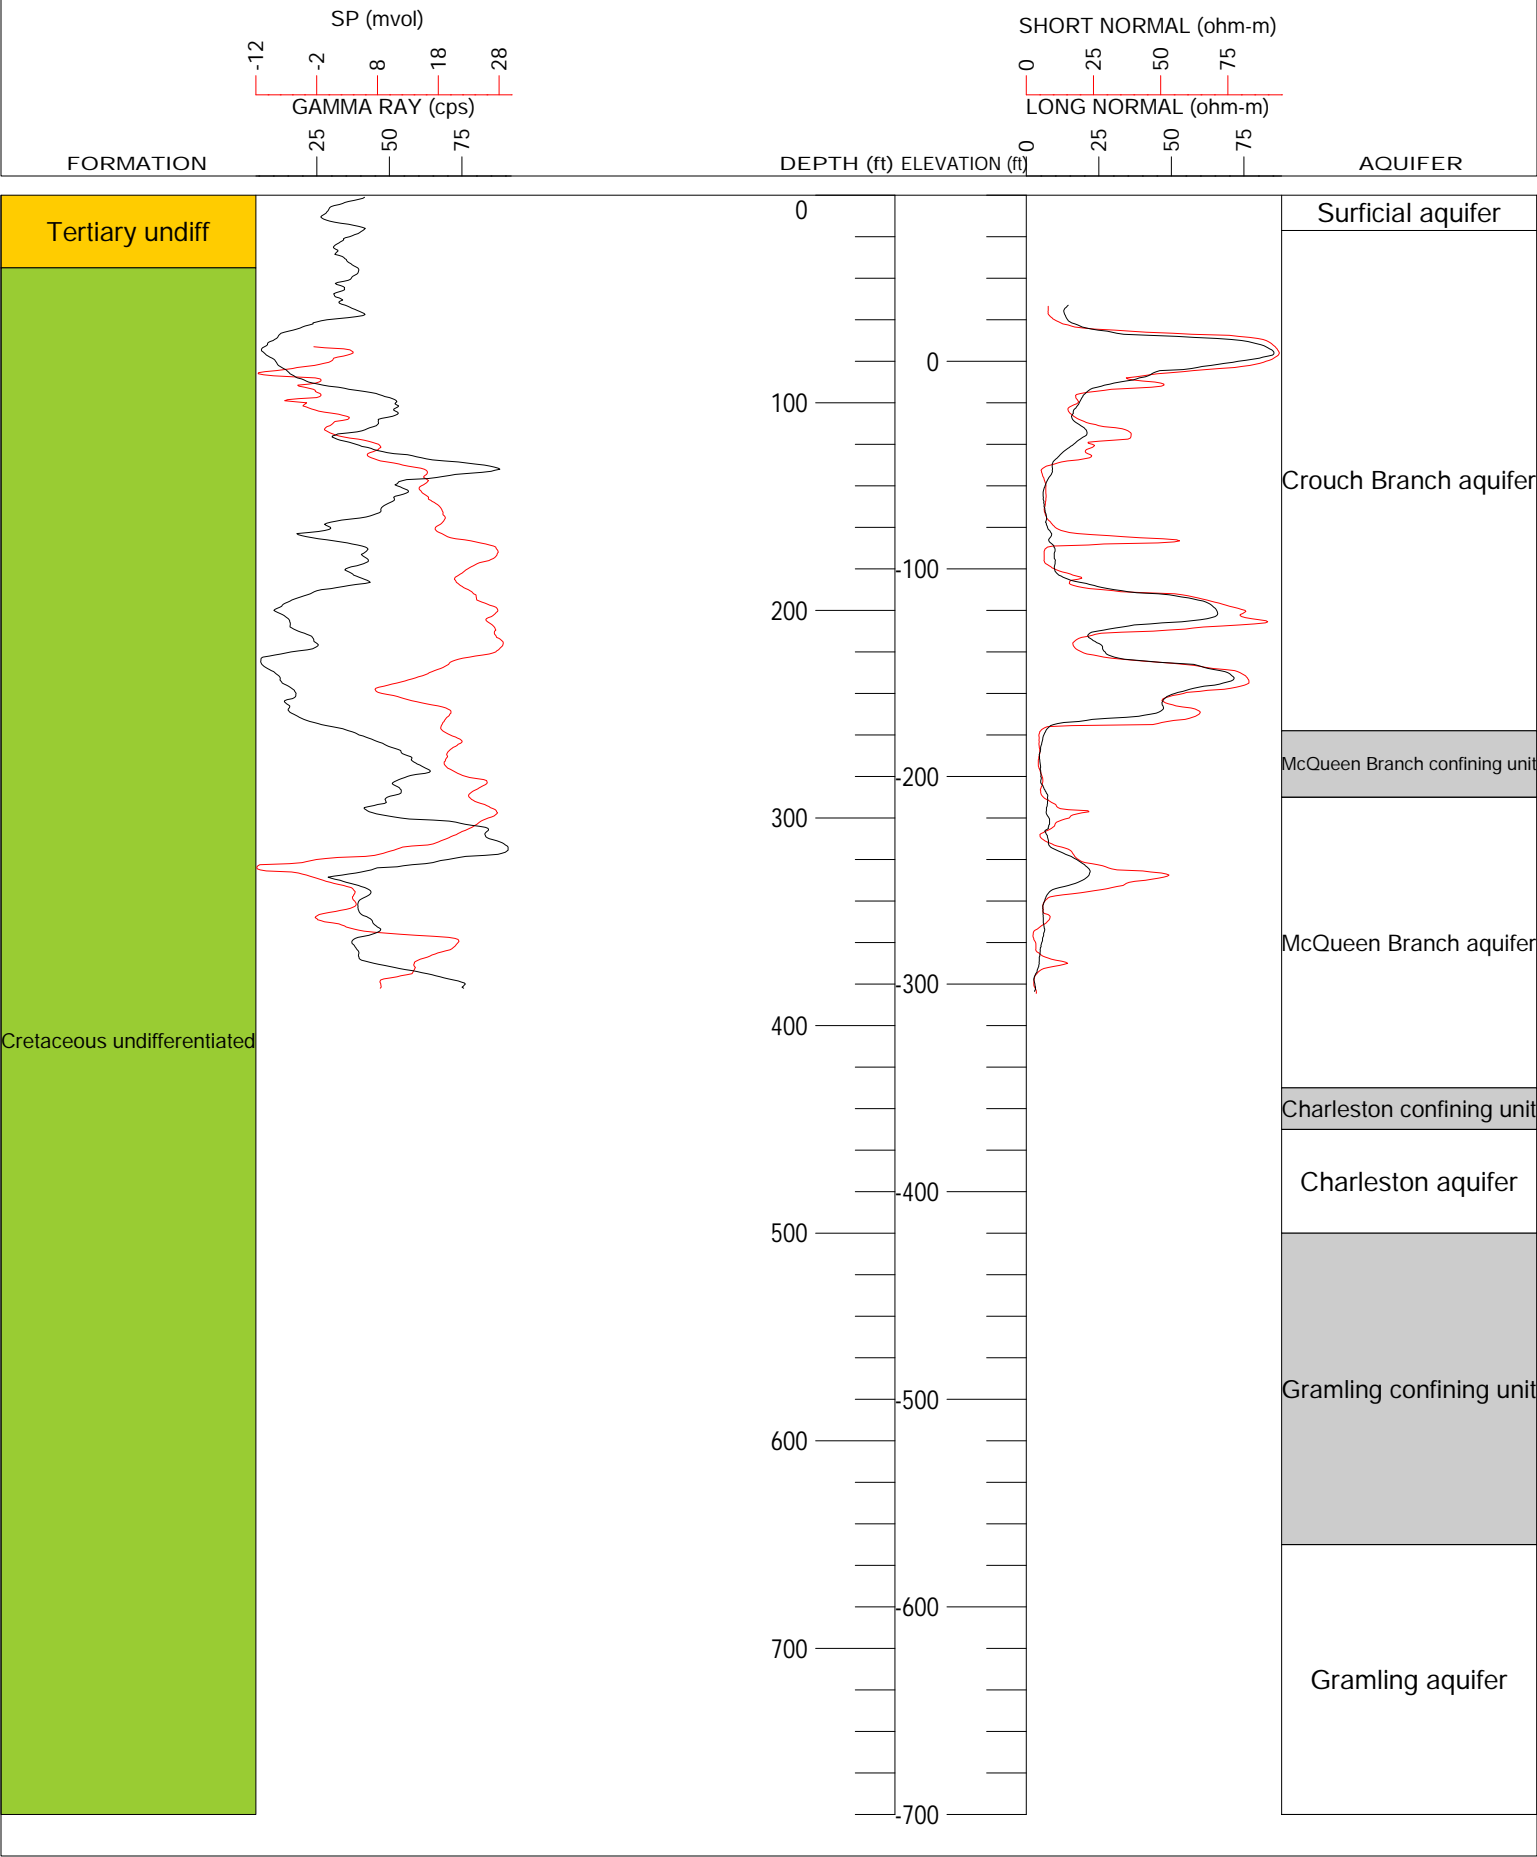 SP (mvol)
-12 -2 8 18 28
GAMMA RAY (cps)
25 50 75
SHORT NORMAL (ohm-m)
0 25 50 75
LONG NORMAL (ohm-m)
0 25 50 75
FORMATION
DEPTH (ft)
ELEVATION (ft)
AQUIFER
Tertiary undiff
Cretaceous undifferentiated
0
100
200
300
400
500
600
700
0
-100
-200
-300
-400
-500
-600
-700
Surficial aquifer
Crouch Branch aquifer
McQueen Branch confining unit
McQueen Branch aquifer
Charleston confining unit
Charleston aquifer
Gramling confining unit
Gramling aquifer